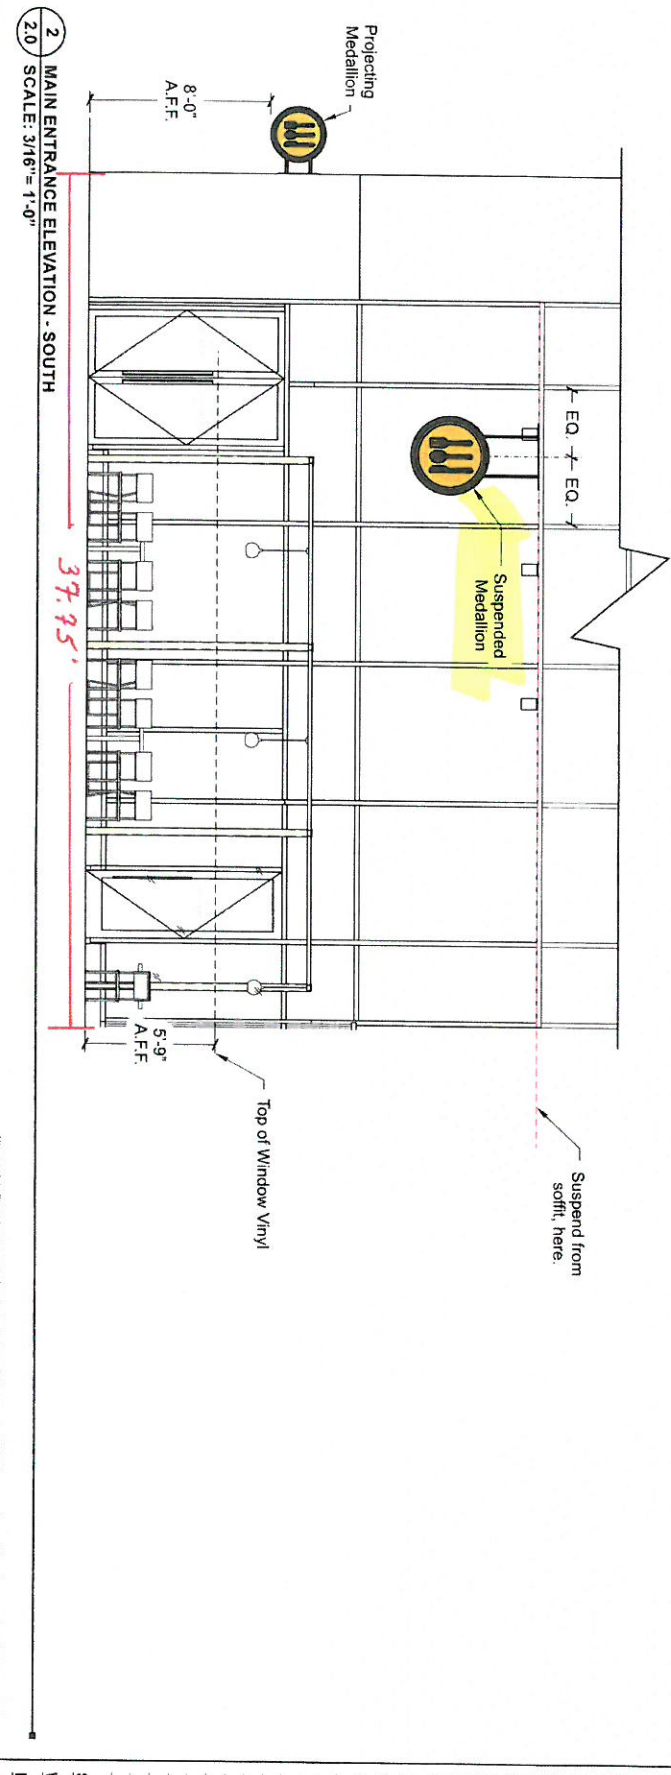 Projecting
Medallion
8'-0"
A.F.F.
EQ. EQ.
Suspended
Medallion
Suspend from
soffit, here.
Top of Window Vinyl
5'-9"
A.F.F.
37.75'
2
2.0
MAIN ENTRANCE ELEVATION - SOUTH
SCALE: 3/16"= 1'-0"